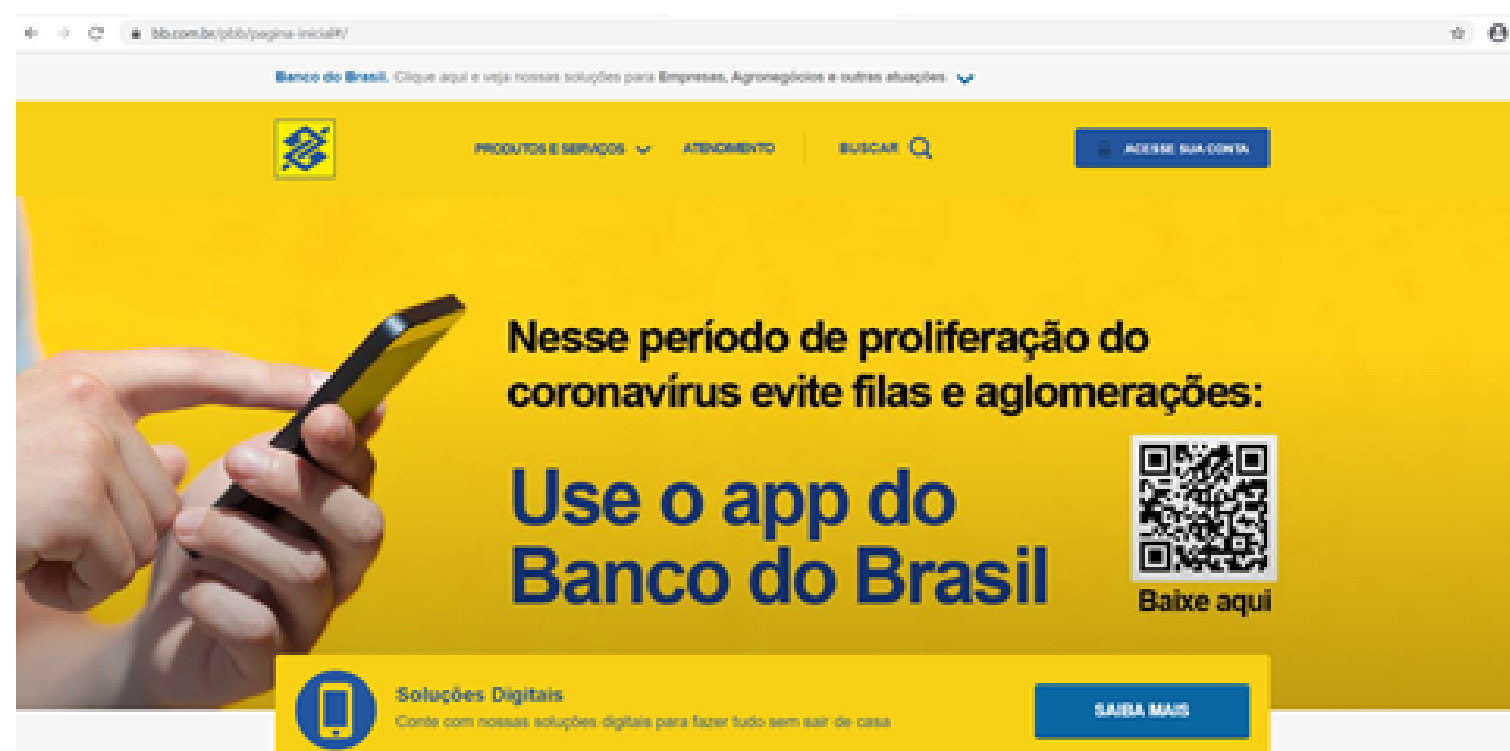 bb.com.br/pbb/pagina-inicial#/
Banco do Brasil. Clique aqui e veja nossas soluções para Empresas, Agronegócios e outras atuações
PRODUTOS E SERVIÇOS ATENDIMENTO BUSCAR ACESSE SUA CONTA
Nesse período de proliferação do
coronavírus evite filas e aglomerações:
Use o app do
Banco do Brasil
Baixe aqui
Soluções Digitais
Conte com nossas soluções digitais para fazer tudo sem sair de casa
SAIBA MAIS